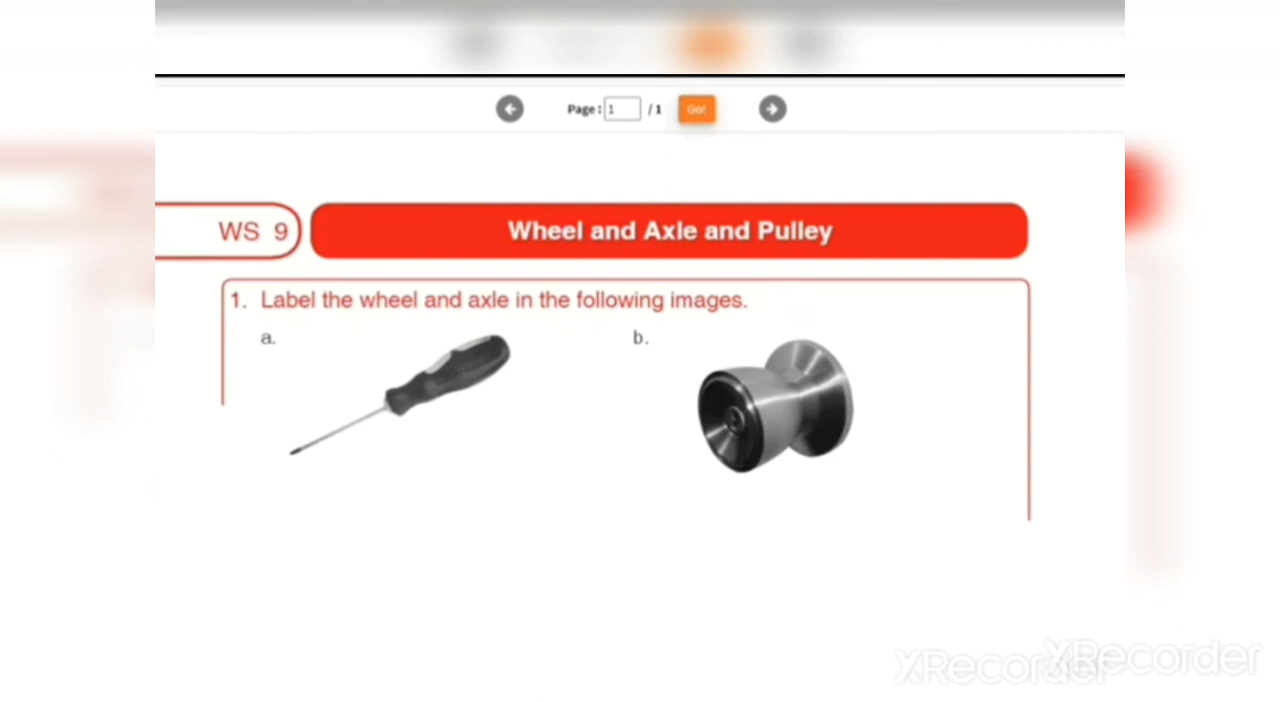 Page: 1 / 1 Go!
WS 9
Wheel and Axle and Pulley
1. Label the wheel and axle in the following images.
a.
b.
XRecorder
XRecorder